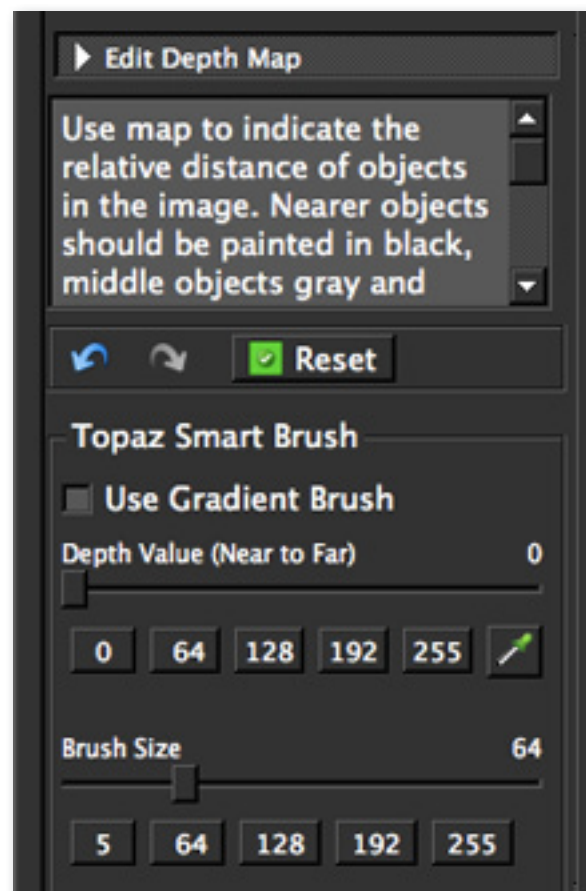 Edit Depth Map
Use map to indicate the
relative distance of objects
in the image. Nearer objects
should be painted in black,
middle objects gray and
Reset
Topaz Smart Brush
Use Gradient Brush
Depth Value (Near to Far) 0
0 64 128 192 255
Brush Size 64
5 64 128 192 255